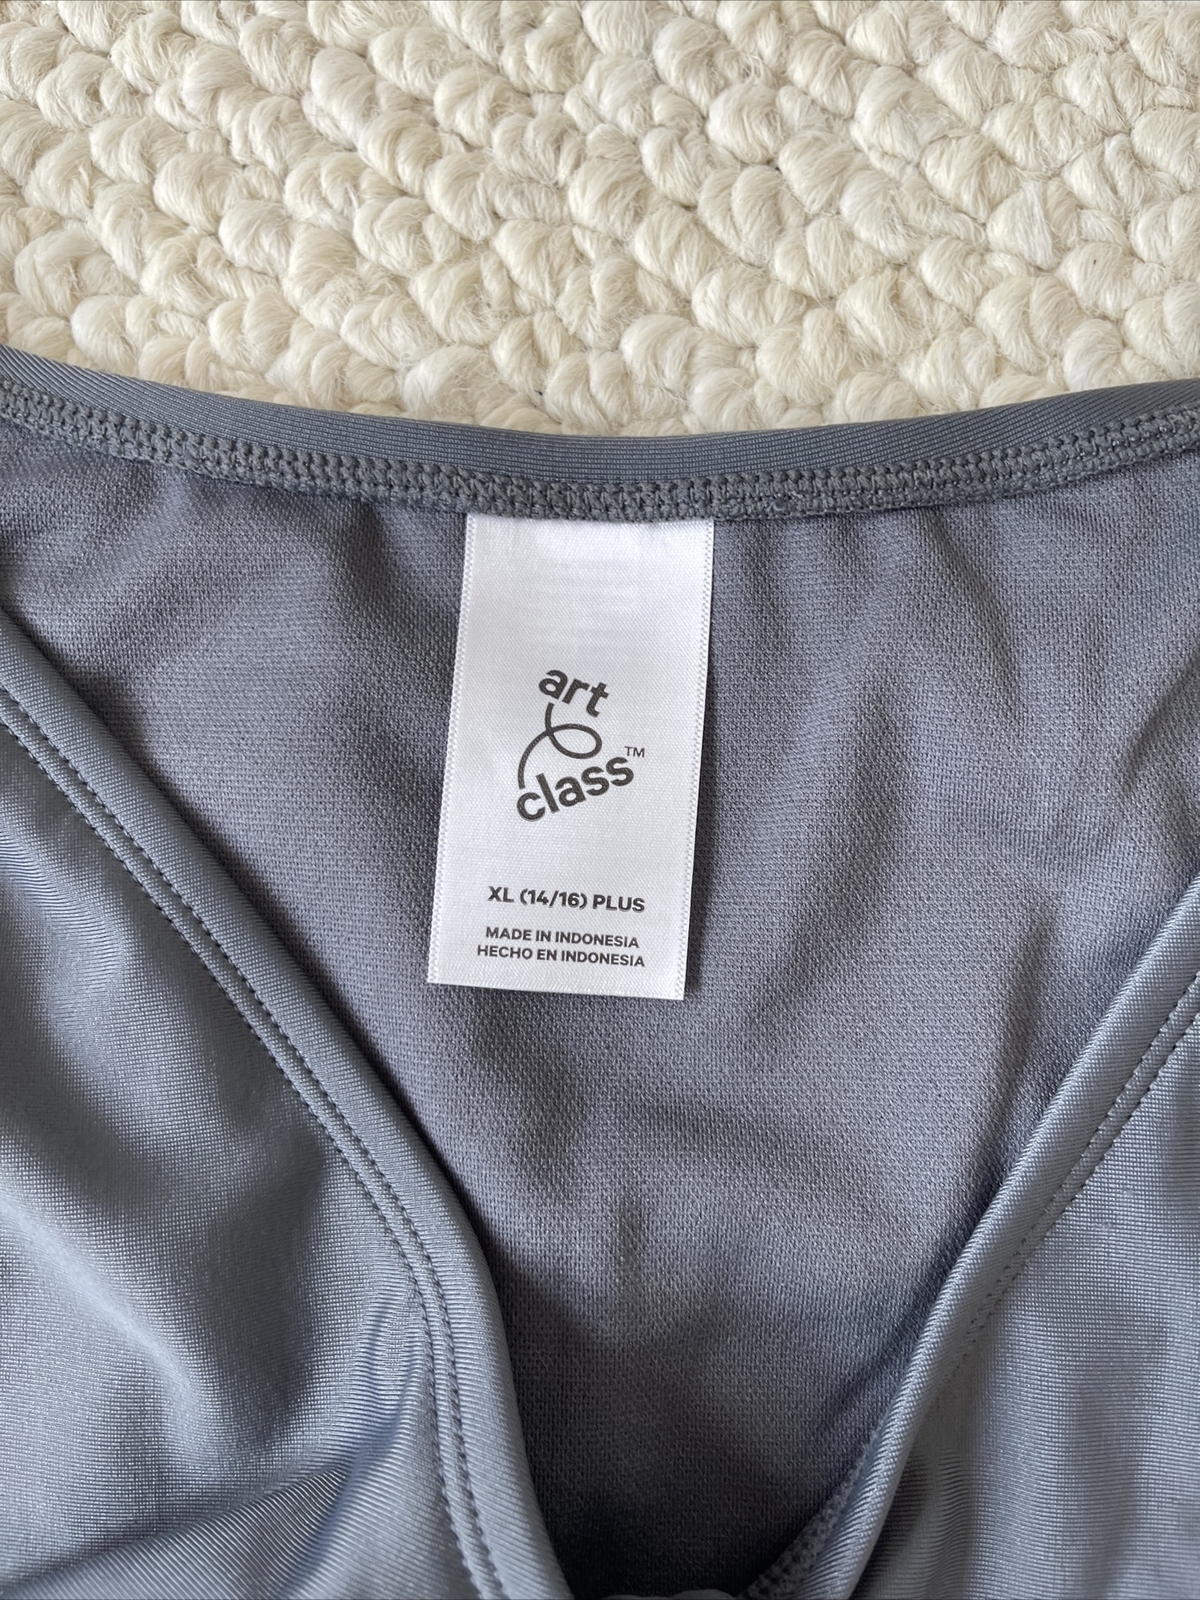 art
class™
XL (14/16) PLUS
MADE IN INDONESIA
HECHO EN INDONESIA